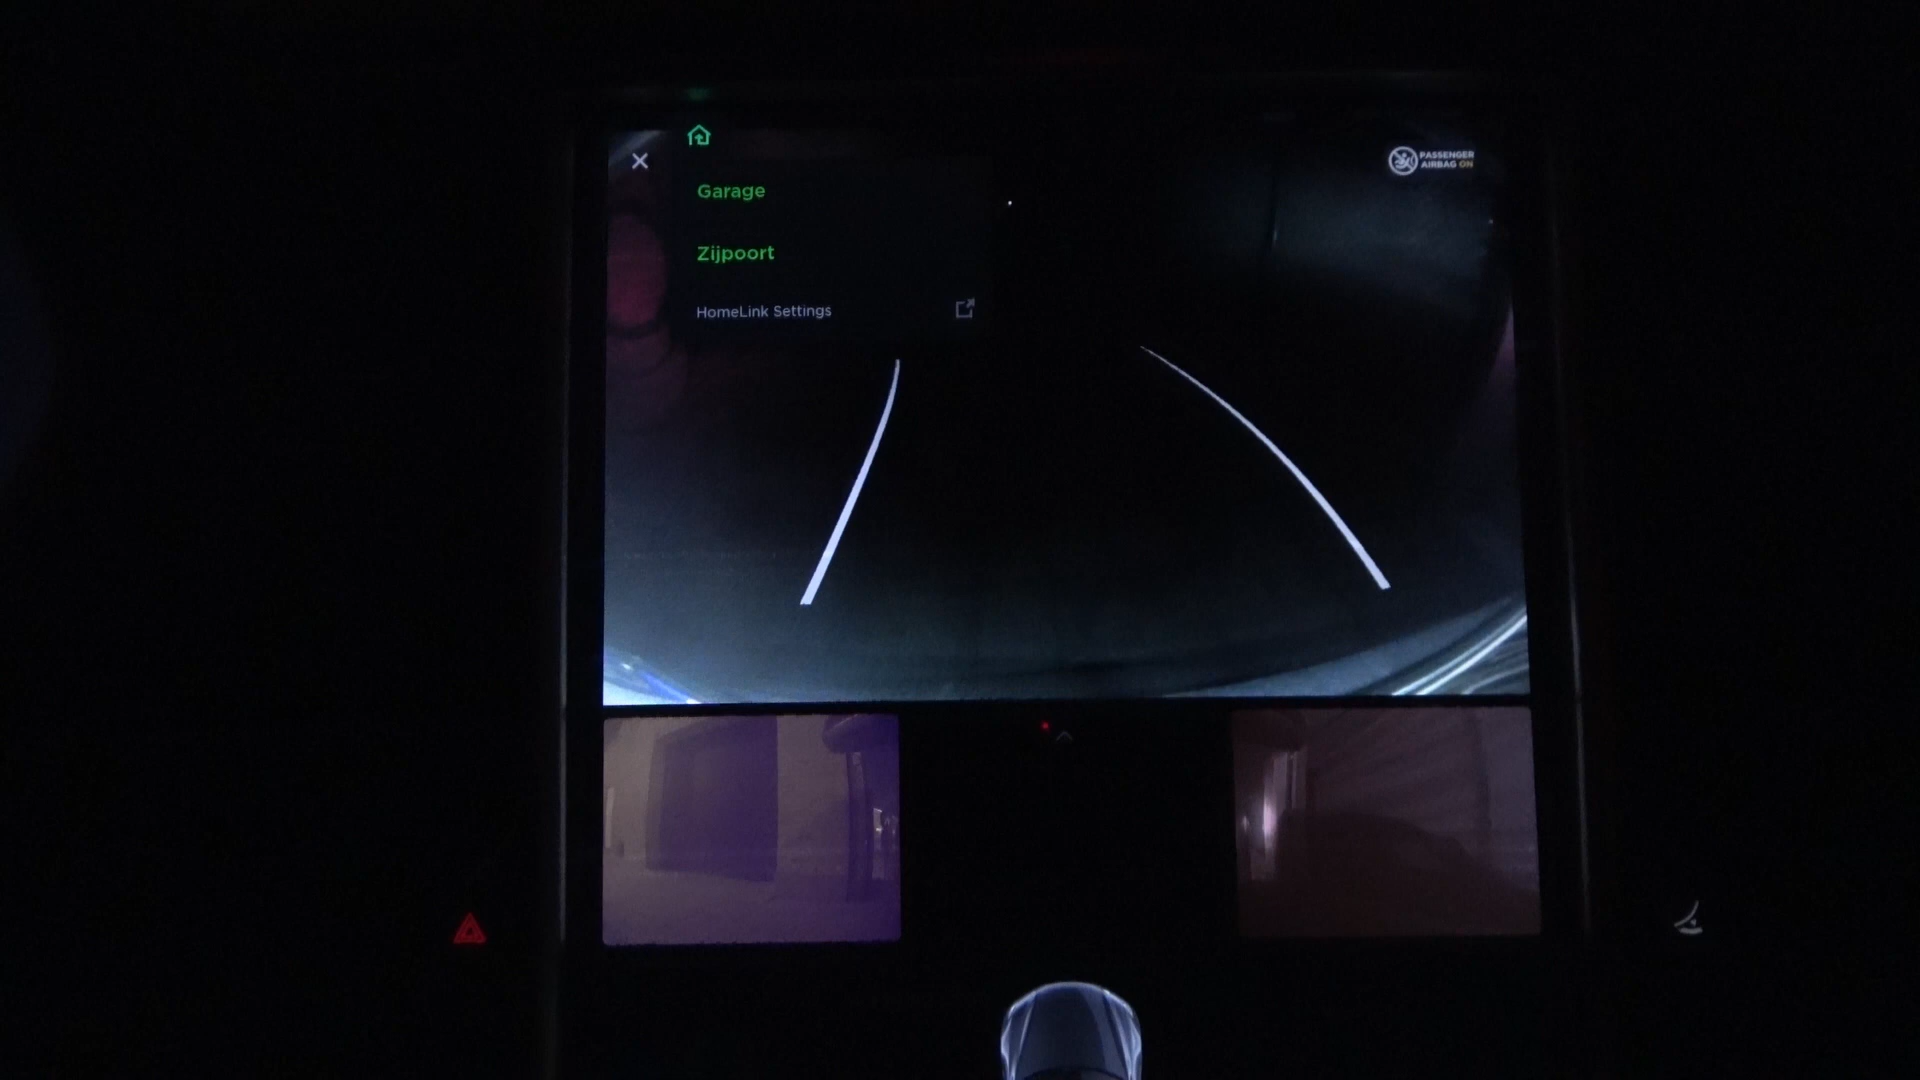 Garage
PASSENGER
AIRBAG ON
Zijpoort
HomeLink Settings